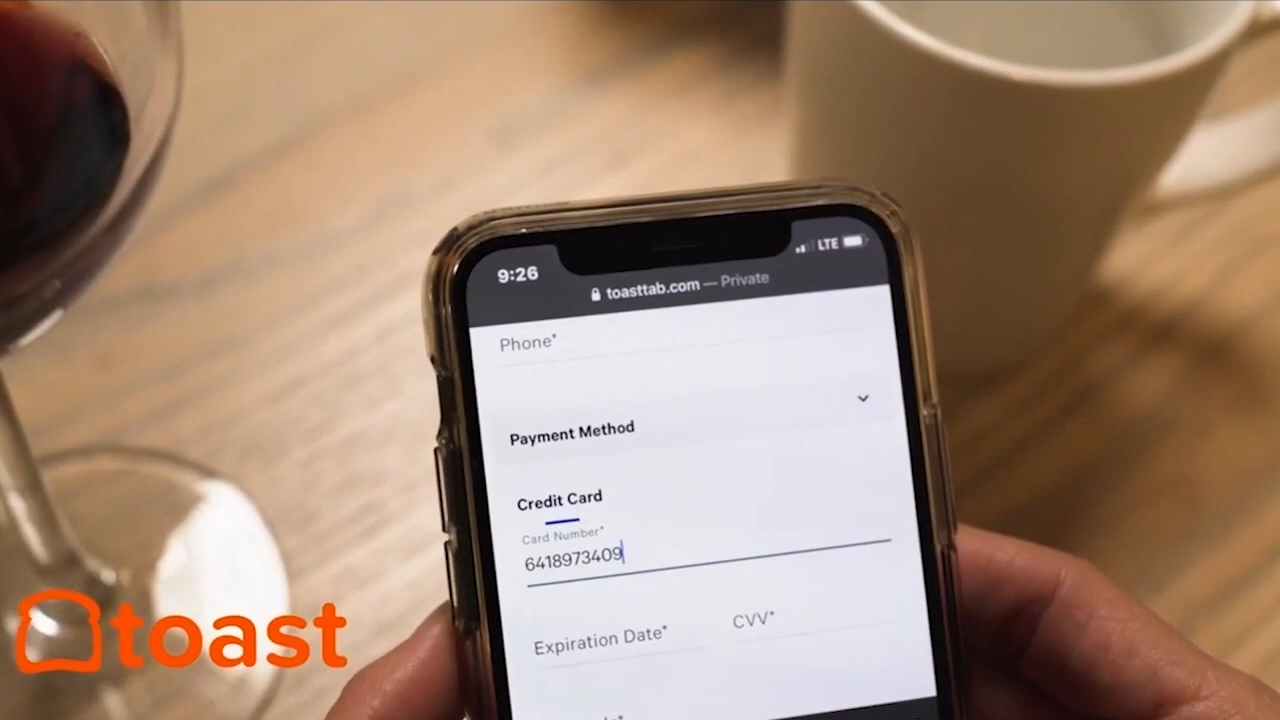 9:26
LTE
toasttab.com — Private
Phone*
Payment Method
Credit Card
Card Number*
6418973409
Expiration Date*
CVV*
toast